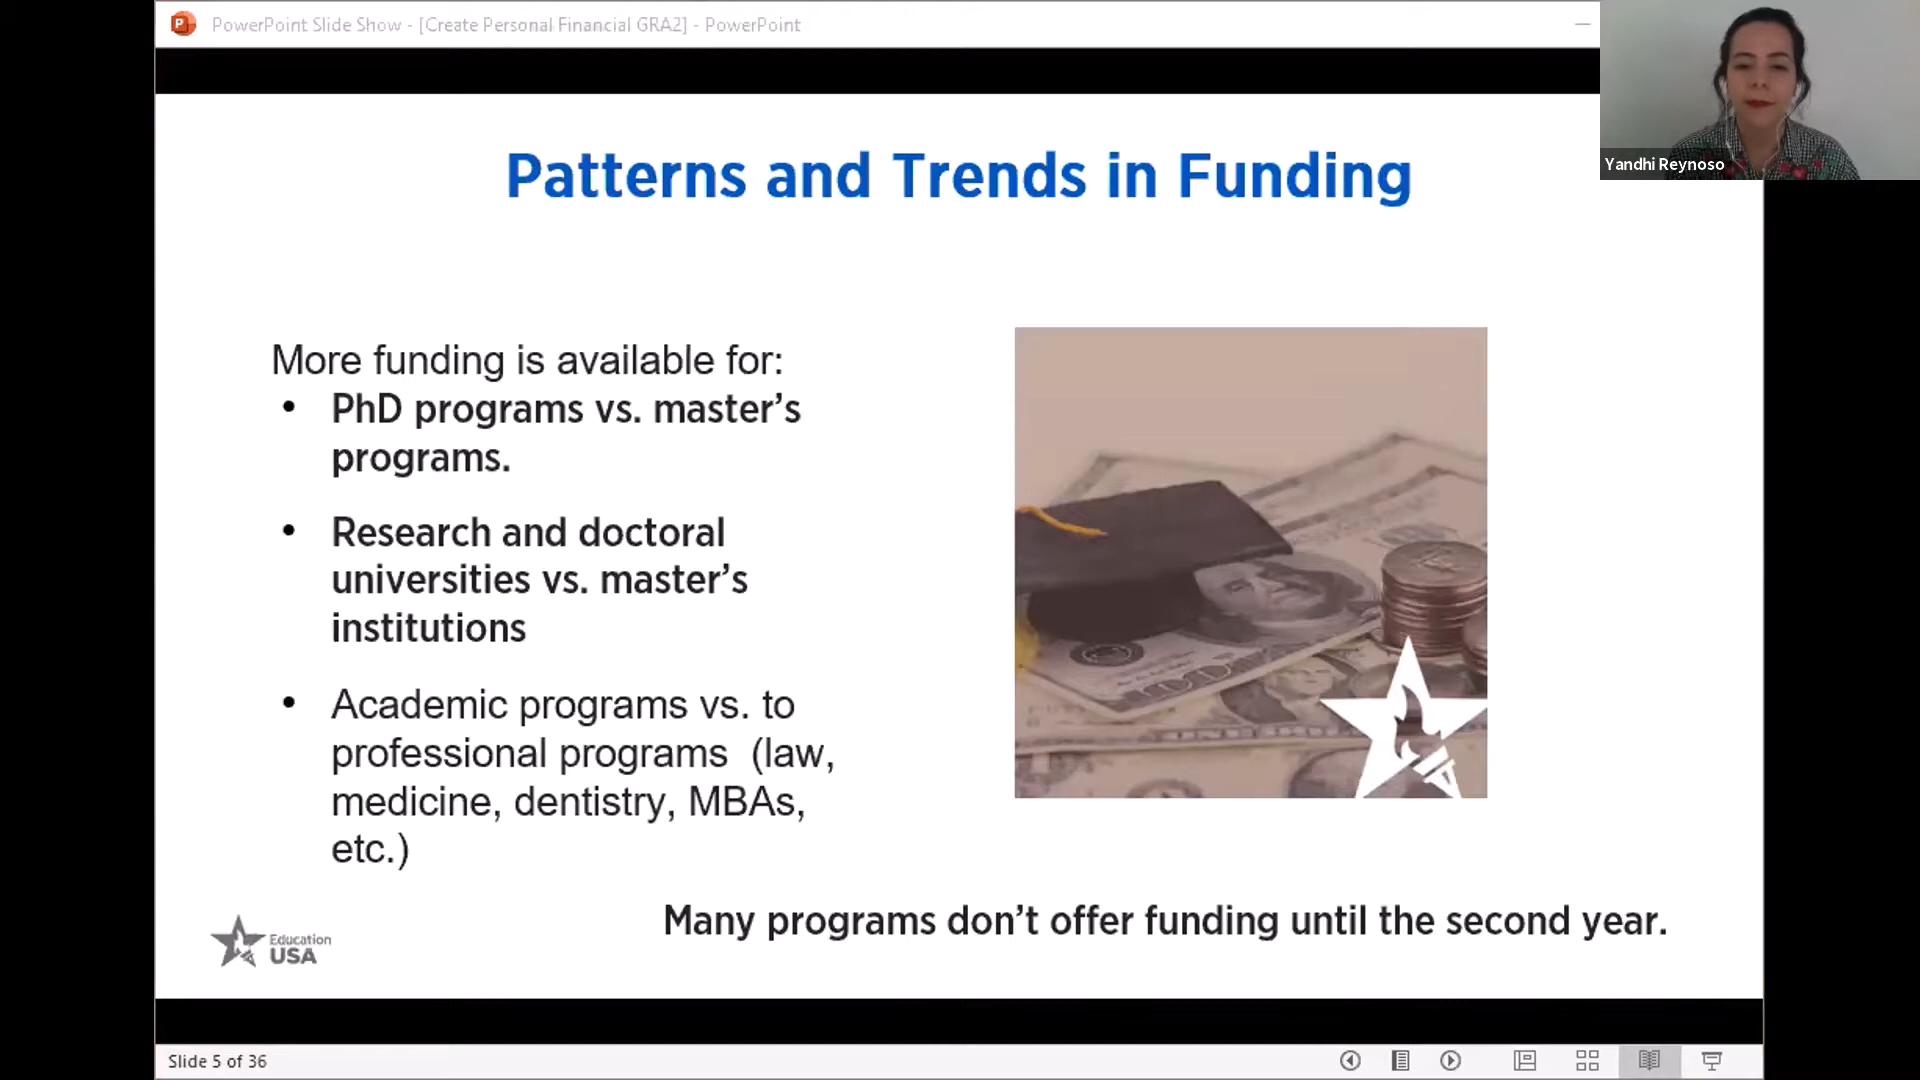 PowerPoint Slide Show - [Create Personal Financial GRA2] - PowerPoint
Yandhi Reynoso
Patterns and Trends in Funding
More funding is available for:
• PhD programs vs. master’s
programs.
• Research and doctoral
universities vs. master’s
institutions
• Academic programs vs. to
professional programs (law,
medicine, dentistry, MBAs,
etc.)
Many programs don’t offer funding until the second year.
Education
USA
Slide 5 of 36